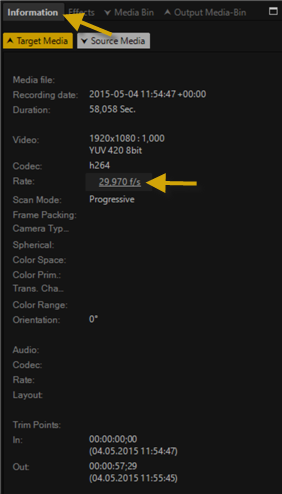 Information Effects Media Bin Output Media-Bin
Target Media Source Media
Media file:
Recording date: 2015-05-04 11:54:47 +00:00
Duration: 58,058 Sec.
Video: 1920x1080 : 1,000
YUV 420 8bit
Codec: h264
Rate: 29,970 f/s
Scan Mode: Progressive
Frame Packing:
Camera Typ...
Spherical:
Color Space:
Color Prim.:
Trans. Cha...
Color Range:
Orientation: 0°
Audio:
Codec:
Rate:
Layout:
Trim Points:
In: 00:00:00;00
(04.05.2015 11:54:47)
Out: 00:00:57;29
(04.05.2015 11:55:45)